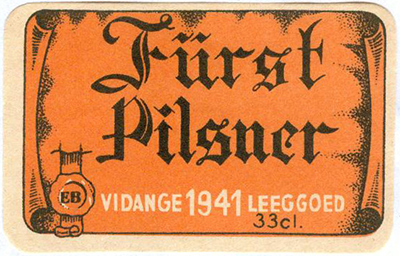 Fürst
Pilsner
EB
VIDANGE 1941 LEEGGOED
33cl.